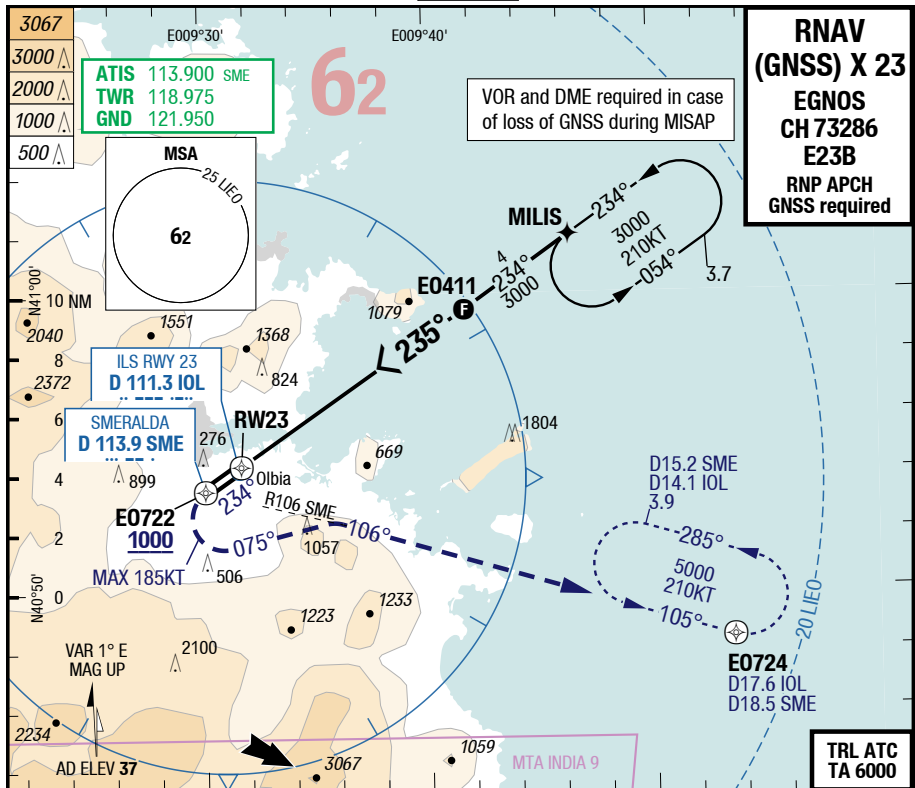 3067
3000
2000
1000
500
E009°30'
E009°40'
ATIS 113.900 SME
TWR 118.975
GND 121.950
62
VOR and DME required in case
of loss of GNSS during MISAP
RNAV
(GNSS) X 23
EGNOS
CH 73286
E23B
RNP APCH
GNSS required
MSA
25 LIEO
62
MILIS
234°
3000
210KT
054°
3.7
4
234°
3000
E0411
F
235°
1079
N41°00'
10 NM
2040
1551
1368
8
2372
824
ILS RWY 23
D 111.3 IOL
6
RW23
SMERALDA
D 113.9 SME
276
1804
669
4
899
Olbia
234°
E0722
1000
R106 SME
D15.2 SME
D14.1 IOL
3.9
2
075°
1057
106°
285°
MAX 185KT
506
5000
210KT
105°
N40°50'
0
1223
1233
20 LIEO
E0724
D17.6 IOL
D18.5 SME
VAR 1° E
MAG UP
2100
2234
AD ELEV 37
3067
1059
MTA INDIA 9
TRL ATC
TA 6000